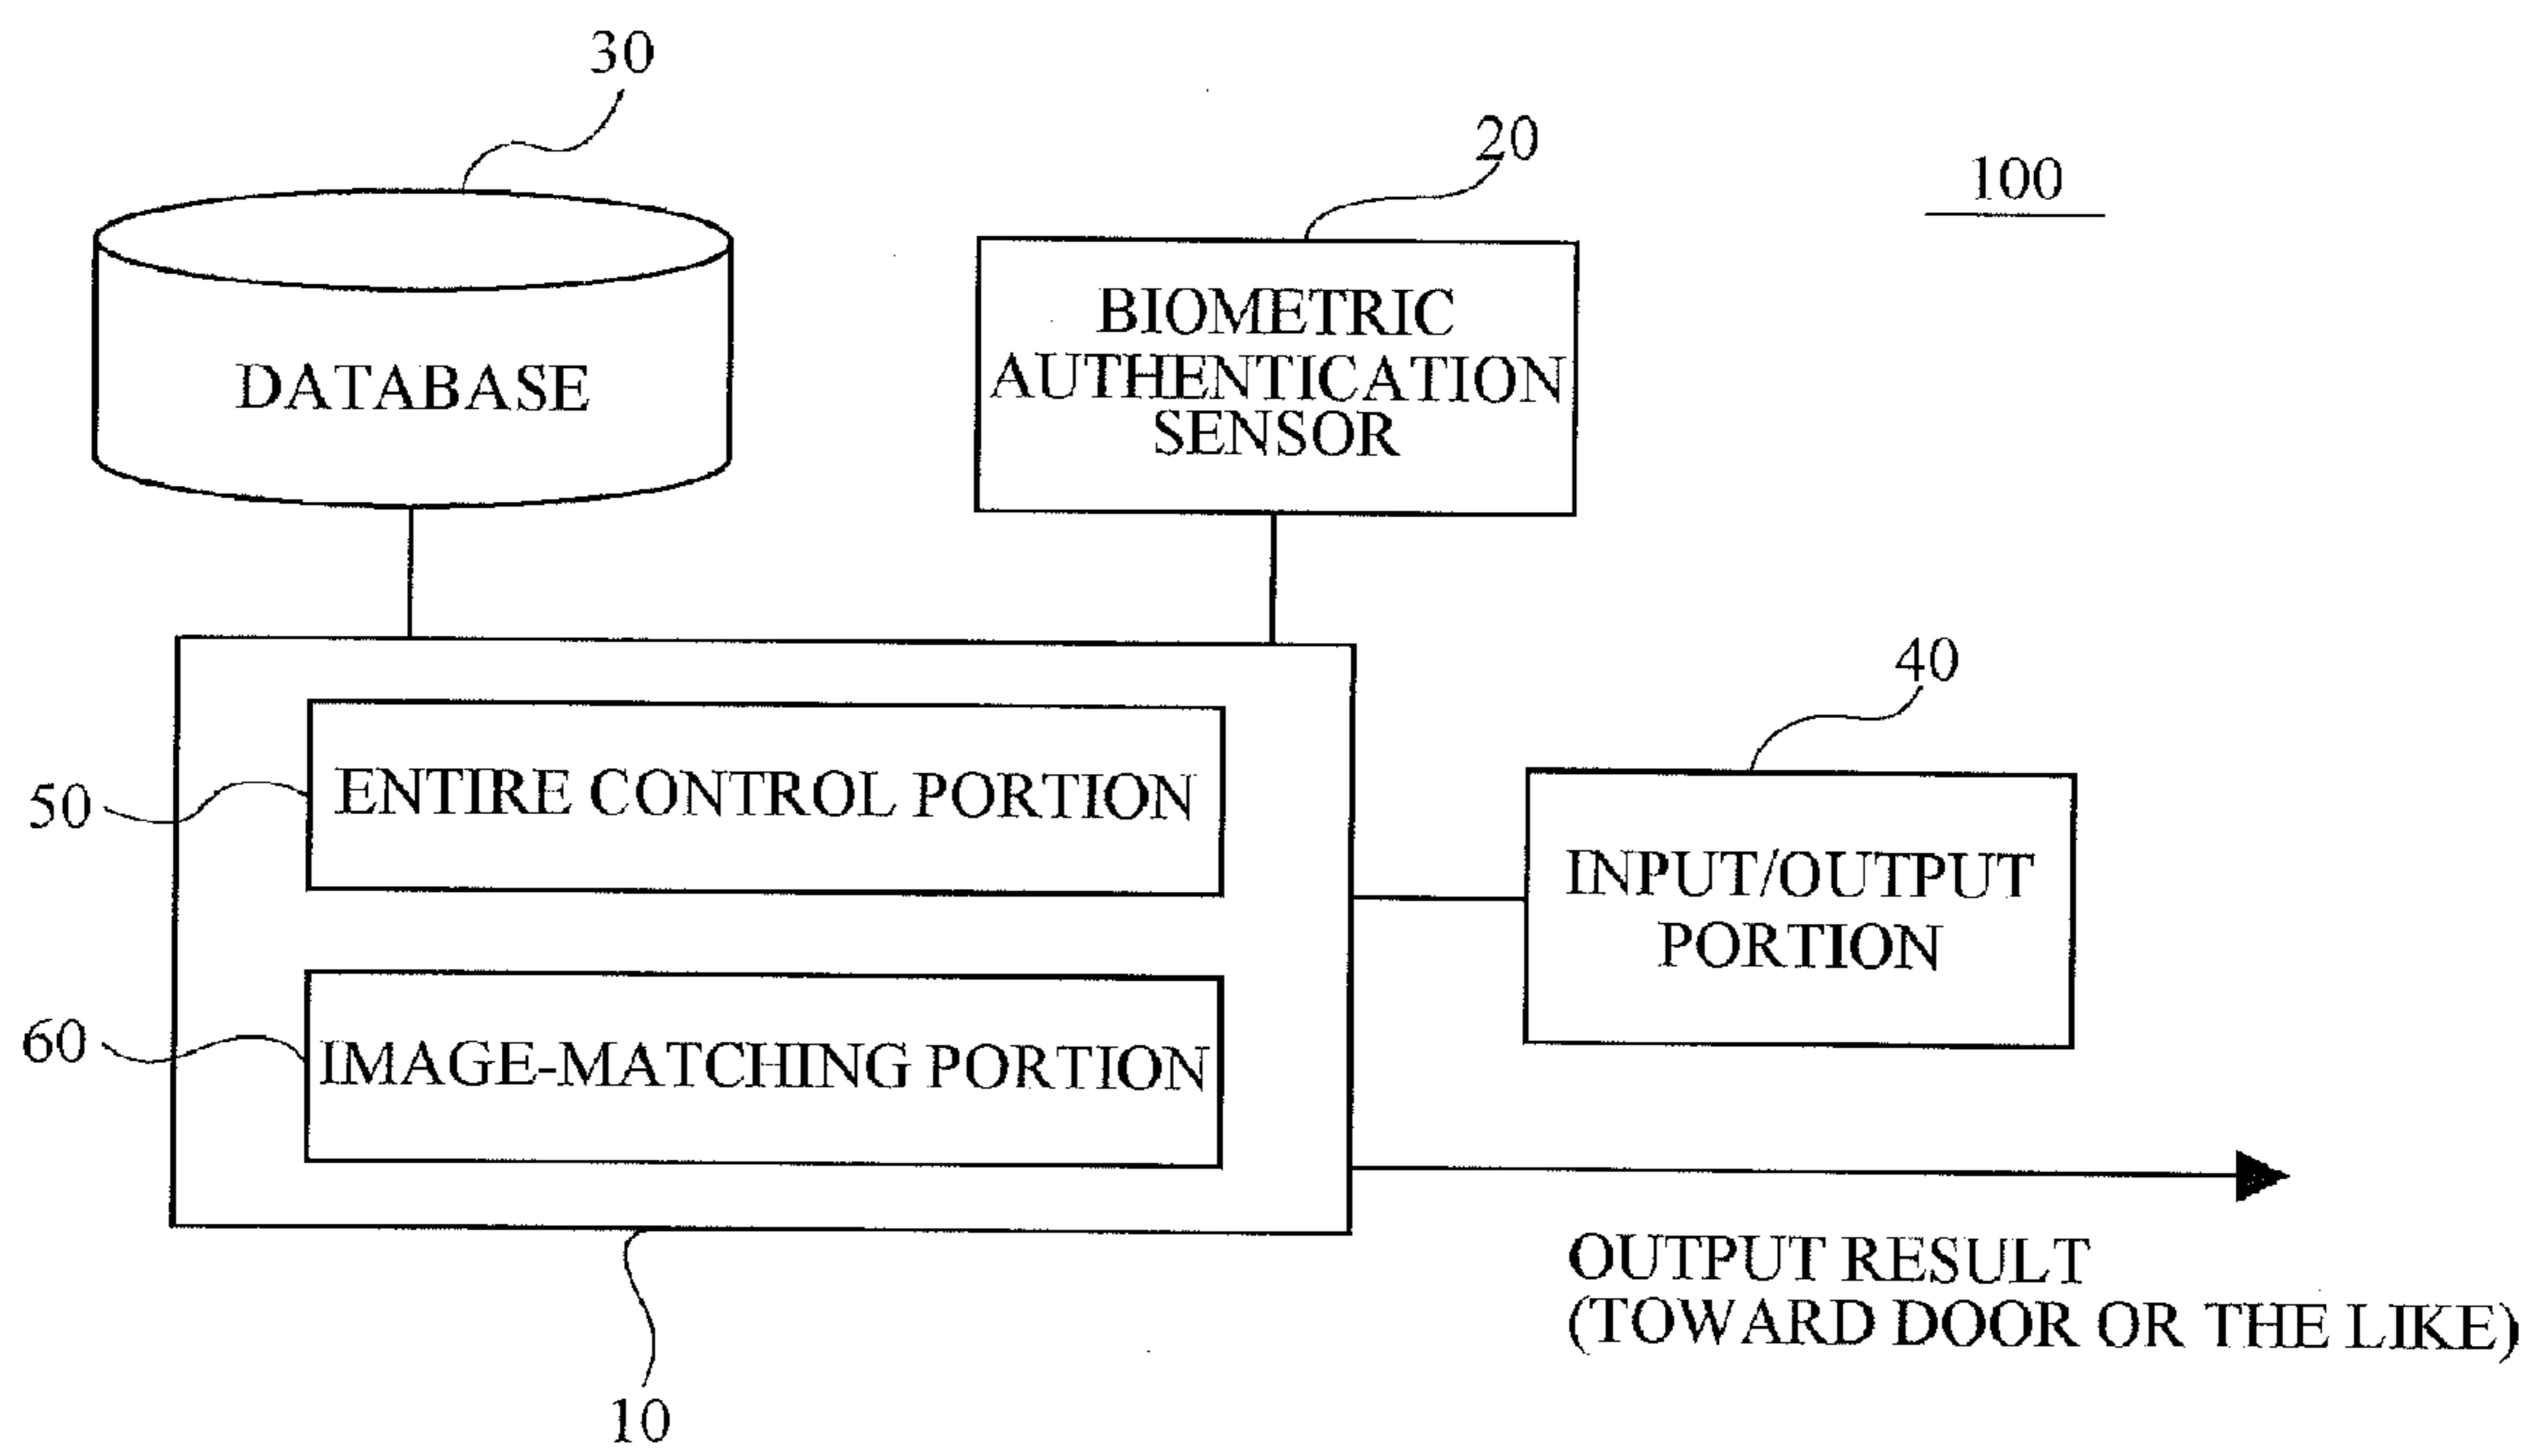 30
20
100
DATABASE
BIOMETRIC
AUTHENTICATION
SENSOR
40
50
ENTIRE CONTROL PORTION
INPUT/OUTPUT
PORTION
60
IMAGE-MATCHING PORTION
OUTPUT RESULT
(TOWARD DOOR OR THE LIKE)
10